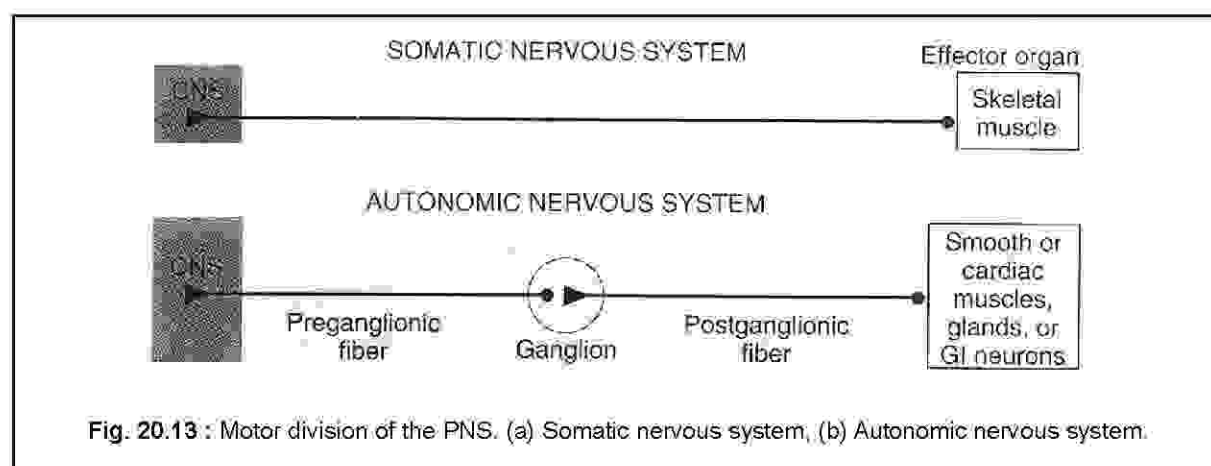 SOMATIC NERVOUS SYSTEM
Effector organ
CNS
Skeletal
muscle
AUTONOMIC NERVOUS SYSTEM
CNS
Preganglionic
fiber
Ganglion
Postganglionic
fiber
Smooth or
cardiac
muscles,
glands, or
GI neurons
Fig. 20.13 : Motor division of the PNS. (a) Somatic nervous system, (b) Autonomic nervous system.